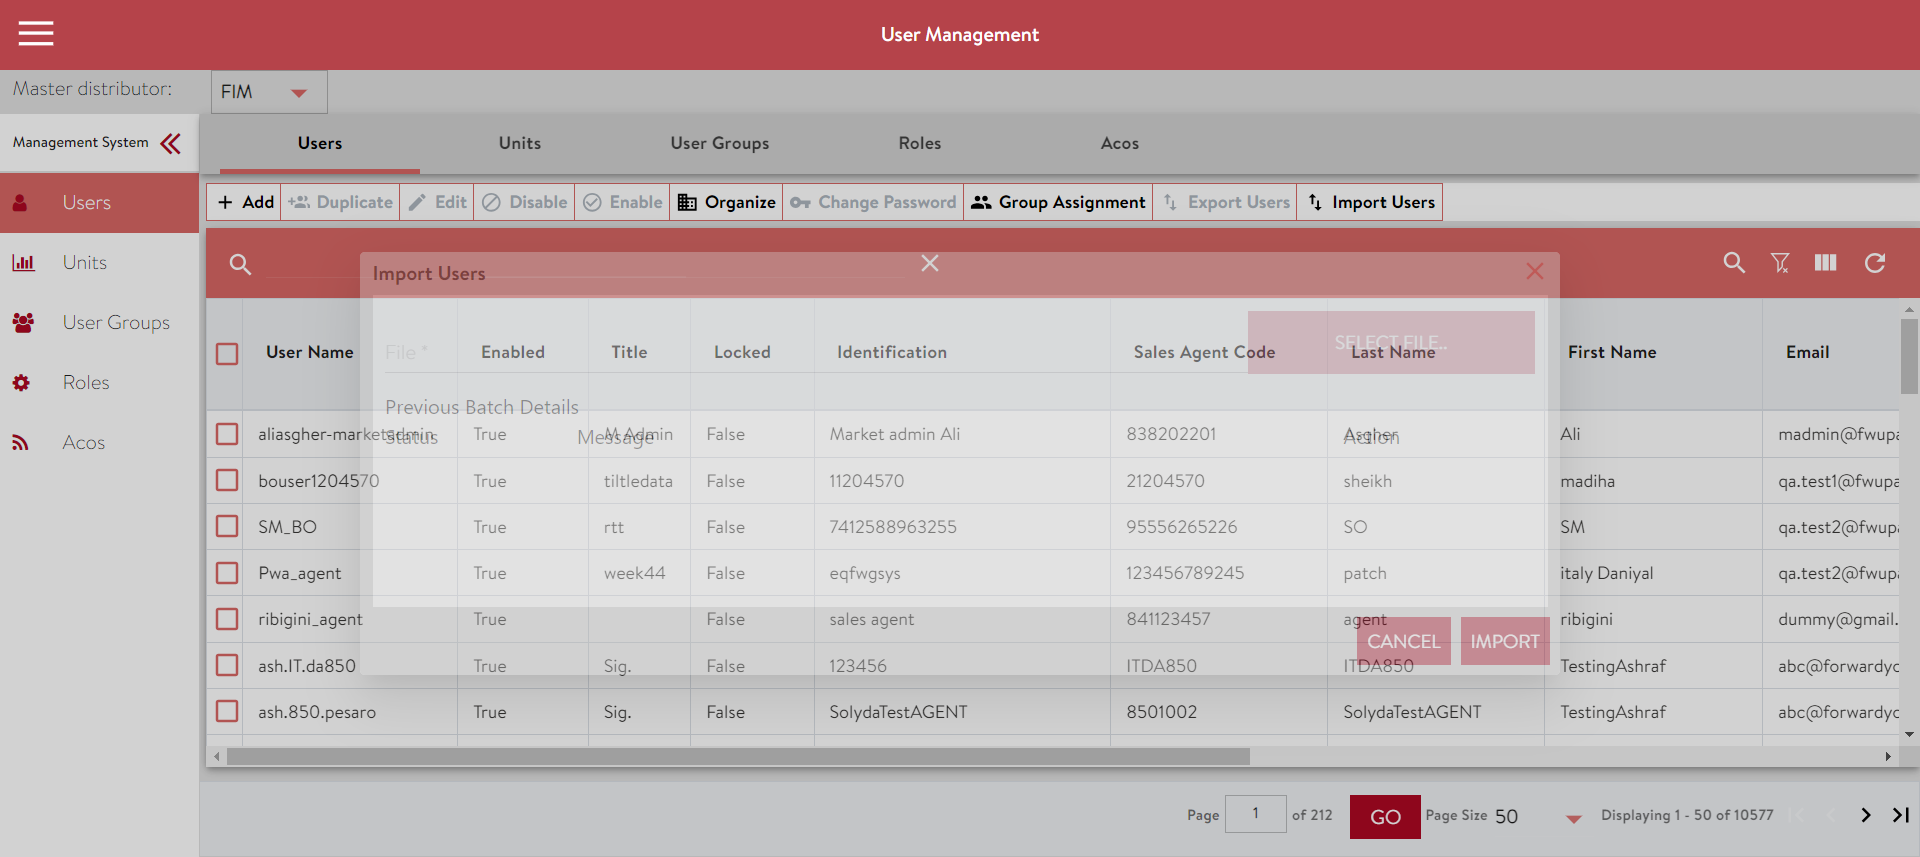 User Management
Master distributor: FIM
Management System
Users Units User Groups Roles Acos
Users
Units
User Groups
Roles
Acos
Add Duplicate Edit Disable Enable Organize Change Password Group Assignment Export Users Import Users
Import Users
File *
SELECT FILE..
Previous Batch Details
Status Message Action
CANCEL IMPORT
User Name Enabled Title Locked Identification Sales Agent Code Last Name First Name Email
aliasgher-marketadmin True M Admin False Market admin Ali 838202201 Asgher Ali madmin@fwupa
bouser1204570 True tiltledata False 11204570 21204570 sheikh madiha qa.test1@fwupa
SM_BO True rtt False 7412588963255 95556265226 SO SM qa.test2@fwupa
Pwa_agent True week44 False eqfwgsys 123456789245 patch italy Daniyal qa.test2@fwupa
ribigini_agent True False sales agent 841123457 agent ribigini dummy@gmail.
ash.IT.da850 True Sig. False 123456 ITDA850 ITDA850 TestingAshraf abc@forwardyo
ash.850.pesaro True Sig. False SolydaTestAGENT 8501002 SolydaTestAGENT TestingAshraf abc@forwardyo
Page 1 of 212 GO Page Size 50 Displaying 1 - 50 of 10577